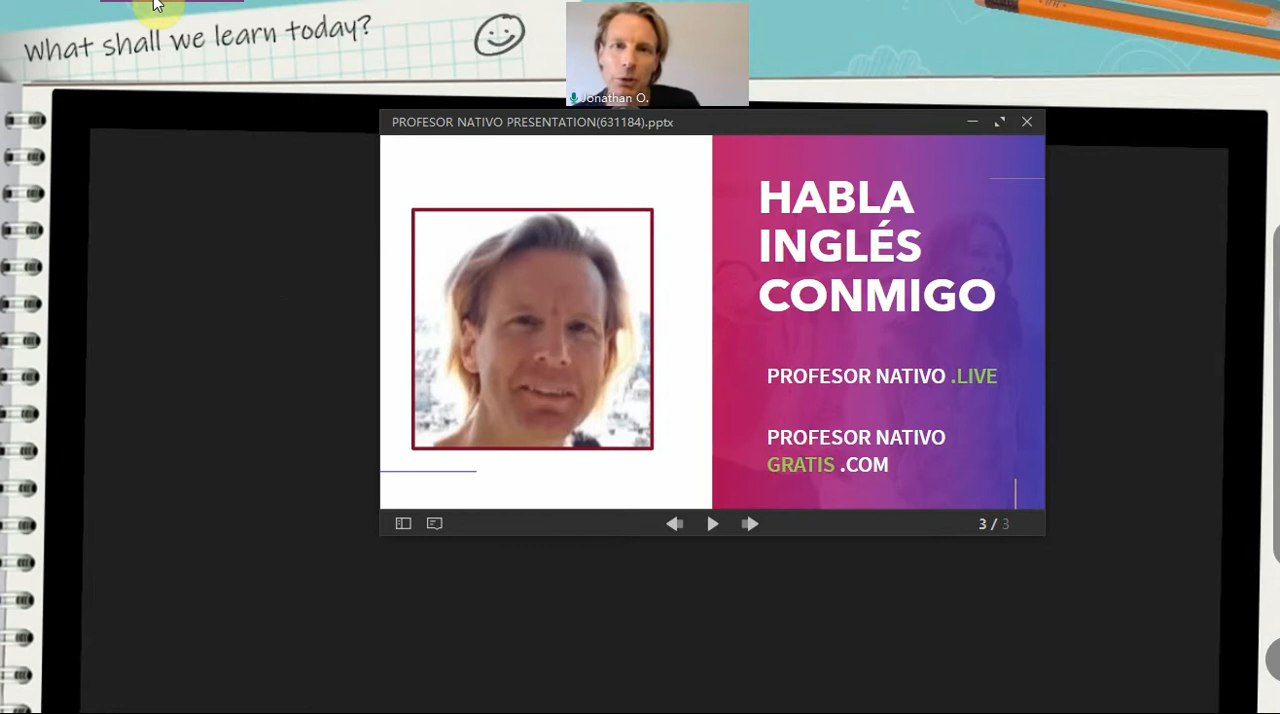 What shall we learn today?
Jonathan O.
PROFESOR NATIVO PRESENTATION(631184).pptx
HABLA
INGLÉS
CONMIGO
PROFESOR NATIVO .LIVE
PROFESOR NATIVO
GRATIS .COM
3 / 3